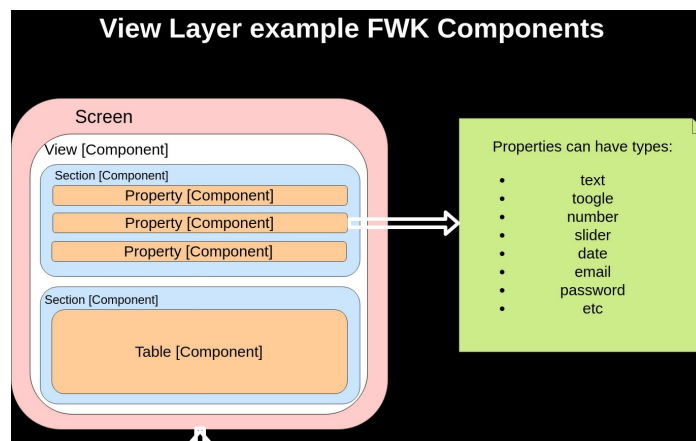 View Layer example FWK Components
Screen
View [Component]
Section [Component]
Property [Component]
Property [Component]
Property [Component]
Section [Component]
Table [Component]
Properties can have types:
text
toogle
number
slider
date
email
password
etc